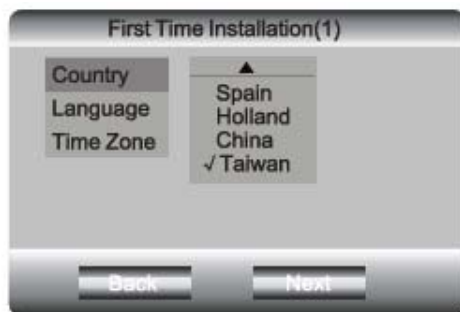 First Time Installation(1)
Country
Language
Time Zone
▲
Spain
Holland
China
√ Taiwan
Back
Next